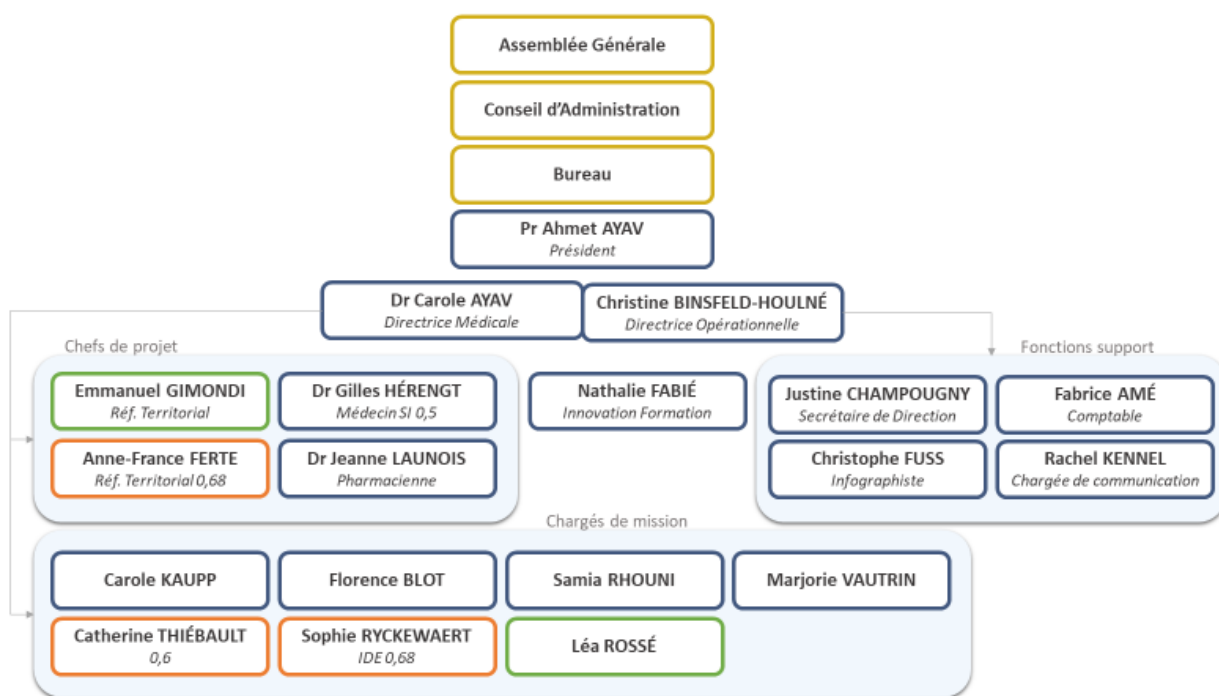 Assemblée Générale
Conseil d'Administration
Bureau
Pr Ahmet AYAV
Président
Dr Carole AYAV
Directrice Médicale
Christine BINSFELD-HOULNÉ
Directrice Opérationnelle
Chefs de projet
Emmanuel GIMONDI
Réf. Territorial
Dr Gilles HÉRENGT
Médecin SI 0,5
Anne-France FERTE
Réf. Territorial 0,68
Dr Jeanne LAUNOIS
Pharmacienne
Nathalie FABIÉ
Innovation Formation
Fonctions support
Justine CHAMPOUGNY
Secrétaire de Direction
Fabrice AMÉ
Comptable
Christophe FUSS
Infographiste
Rachel KENNEL
Chargée de communication
Chargés de mission
Carole KAUPP
Florence BLOT
Samia RHOUNI
Marjorie VAUTRIN
Catherine THIÉBAULT
0,6
Sophie RYCKEWAERT
IDE 0,68
Léa ROSSÉ